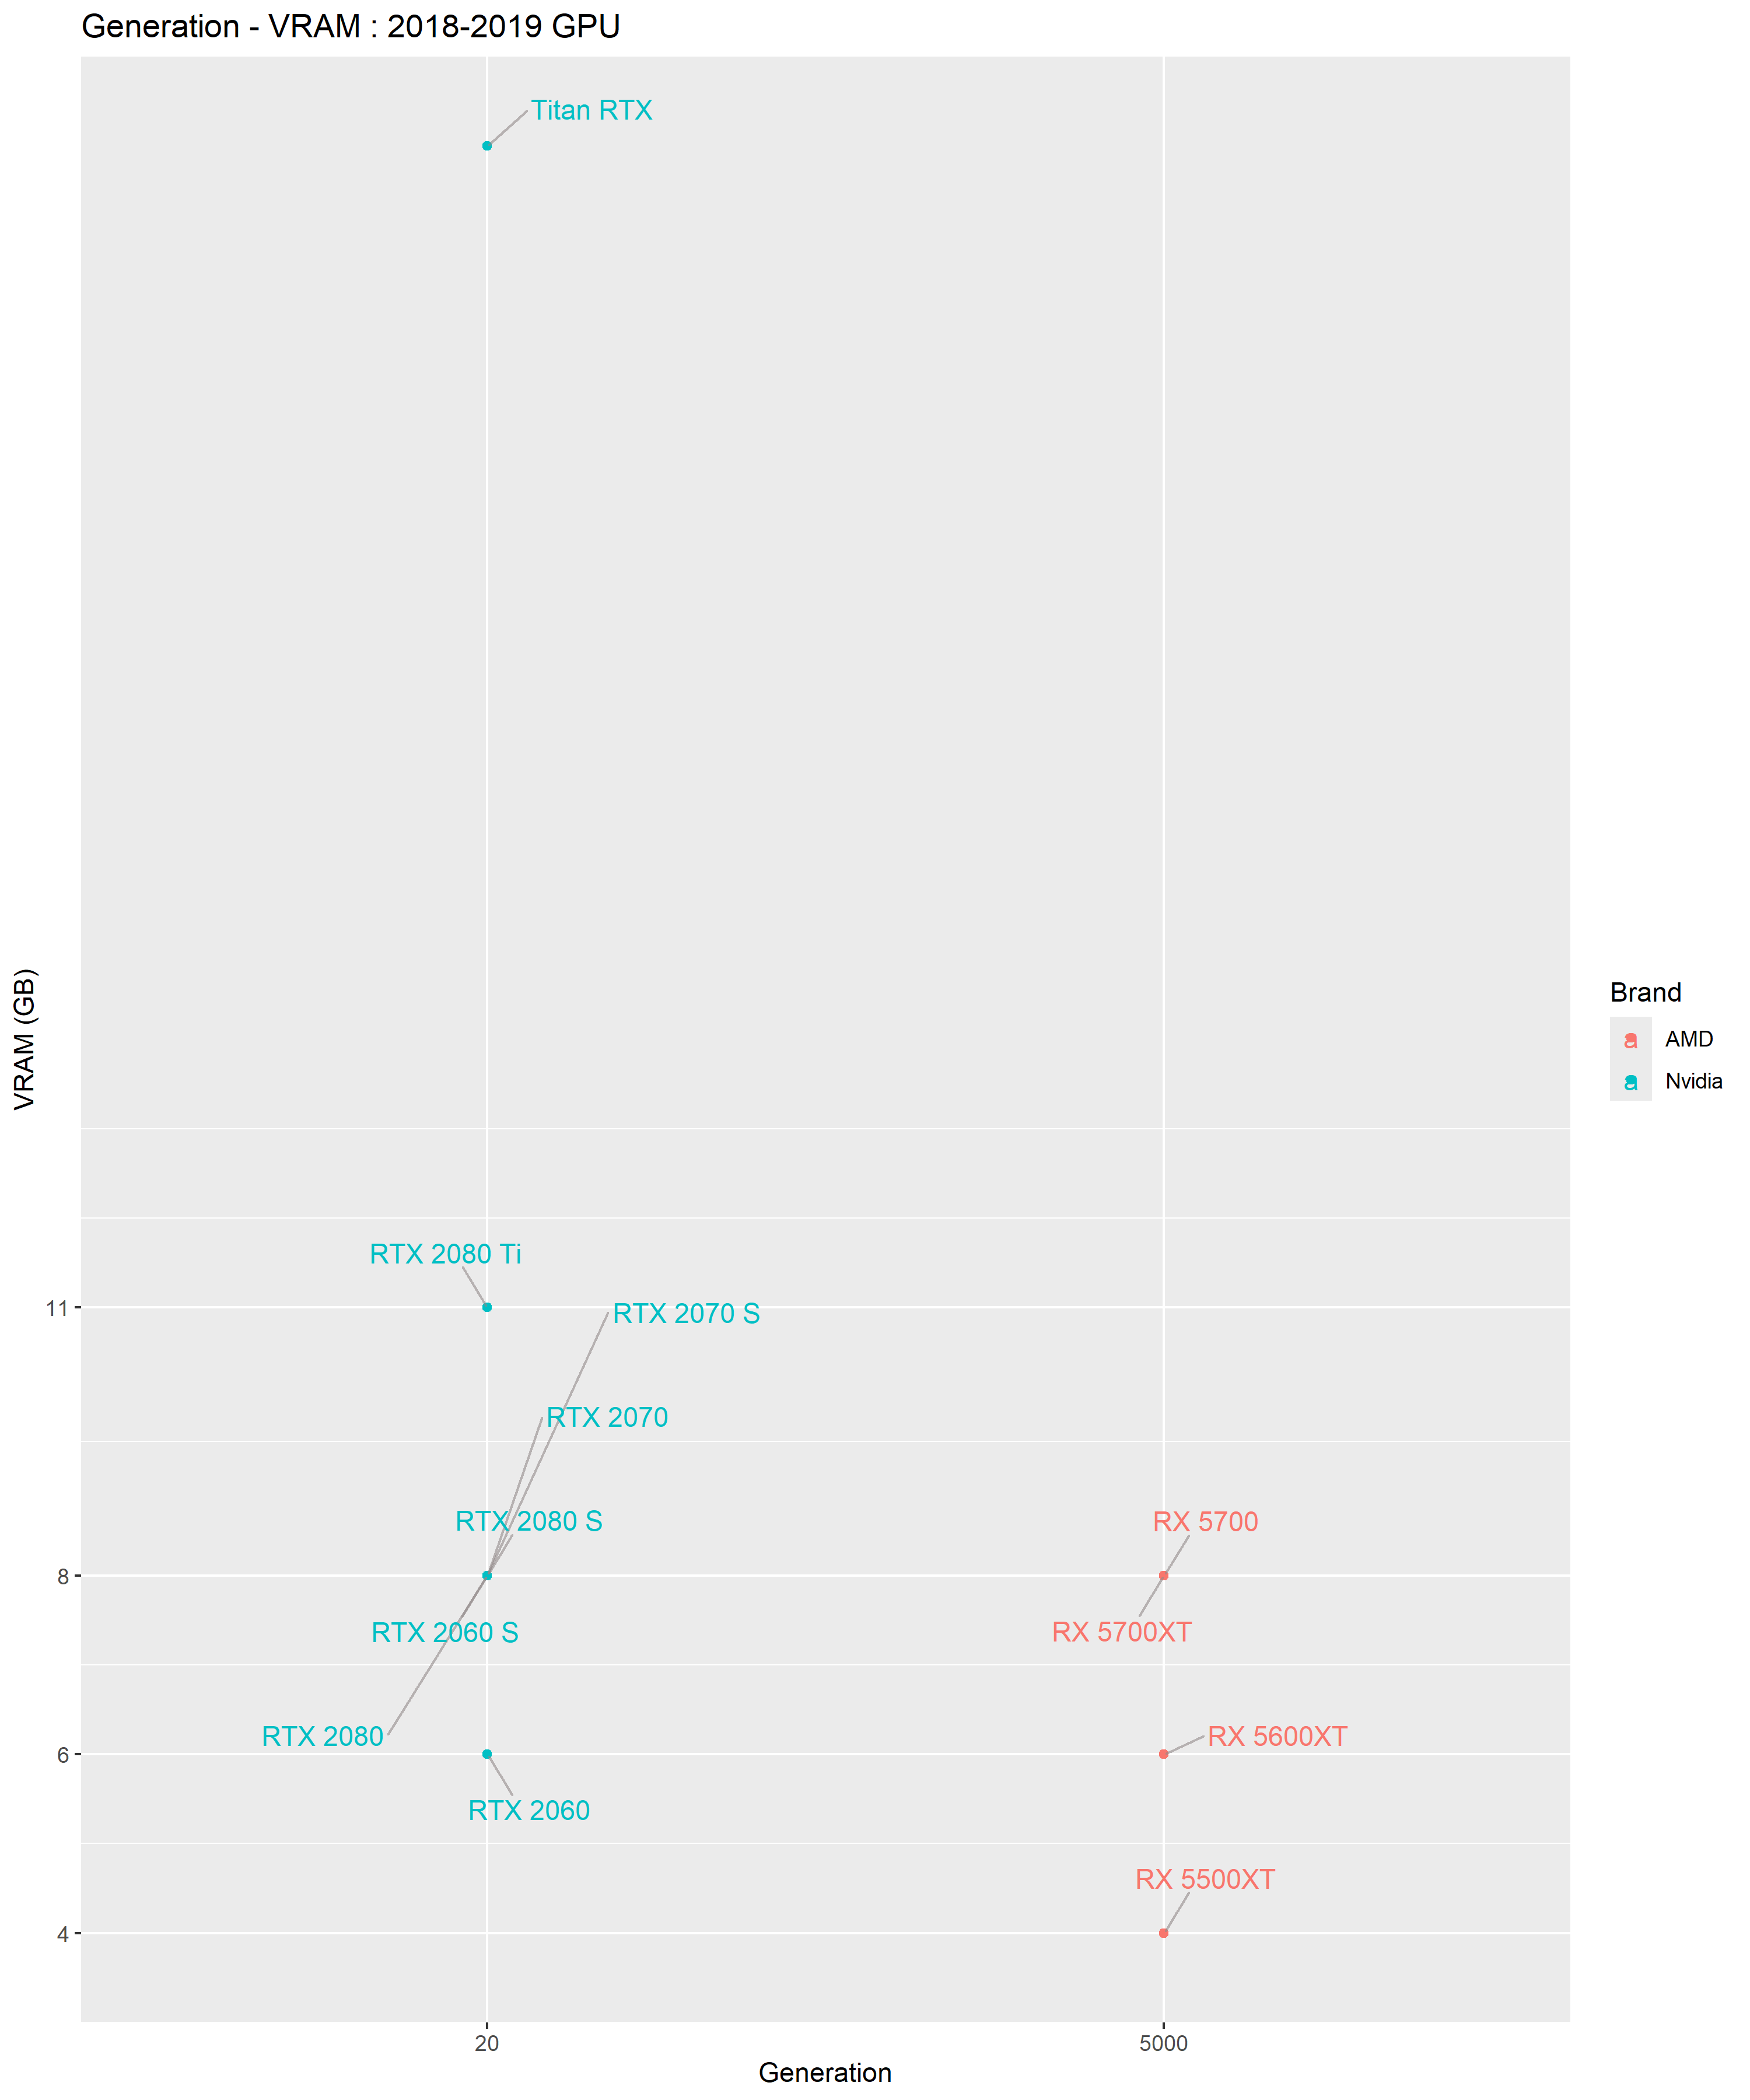 Generation - VRAM : 2018-2019 GPU
Titan RTX
VRAM (GB)
Brand
a AMD
a Nvidia
RTX 2080 Ti
11
RTX 2070 S
RTX 2070
RTX 2080 S
RX 5700
8
RTX 2060 S
RX 5700XT
RTX 2080
RX 5600XT
6
RTX 2060
RX 5500XT
4
20
5000
Generation